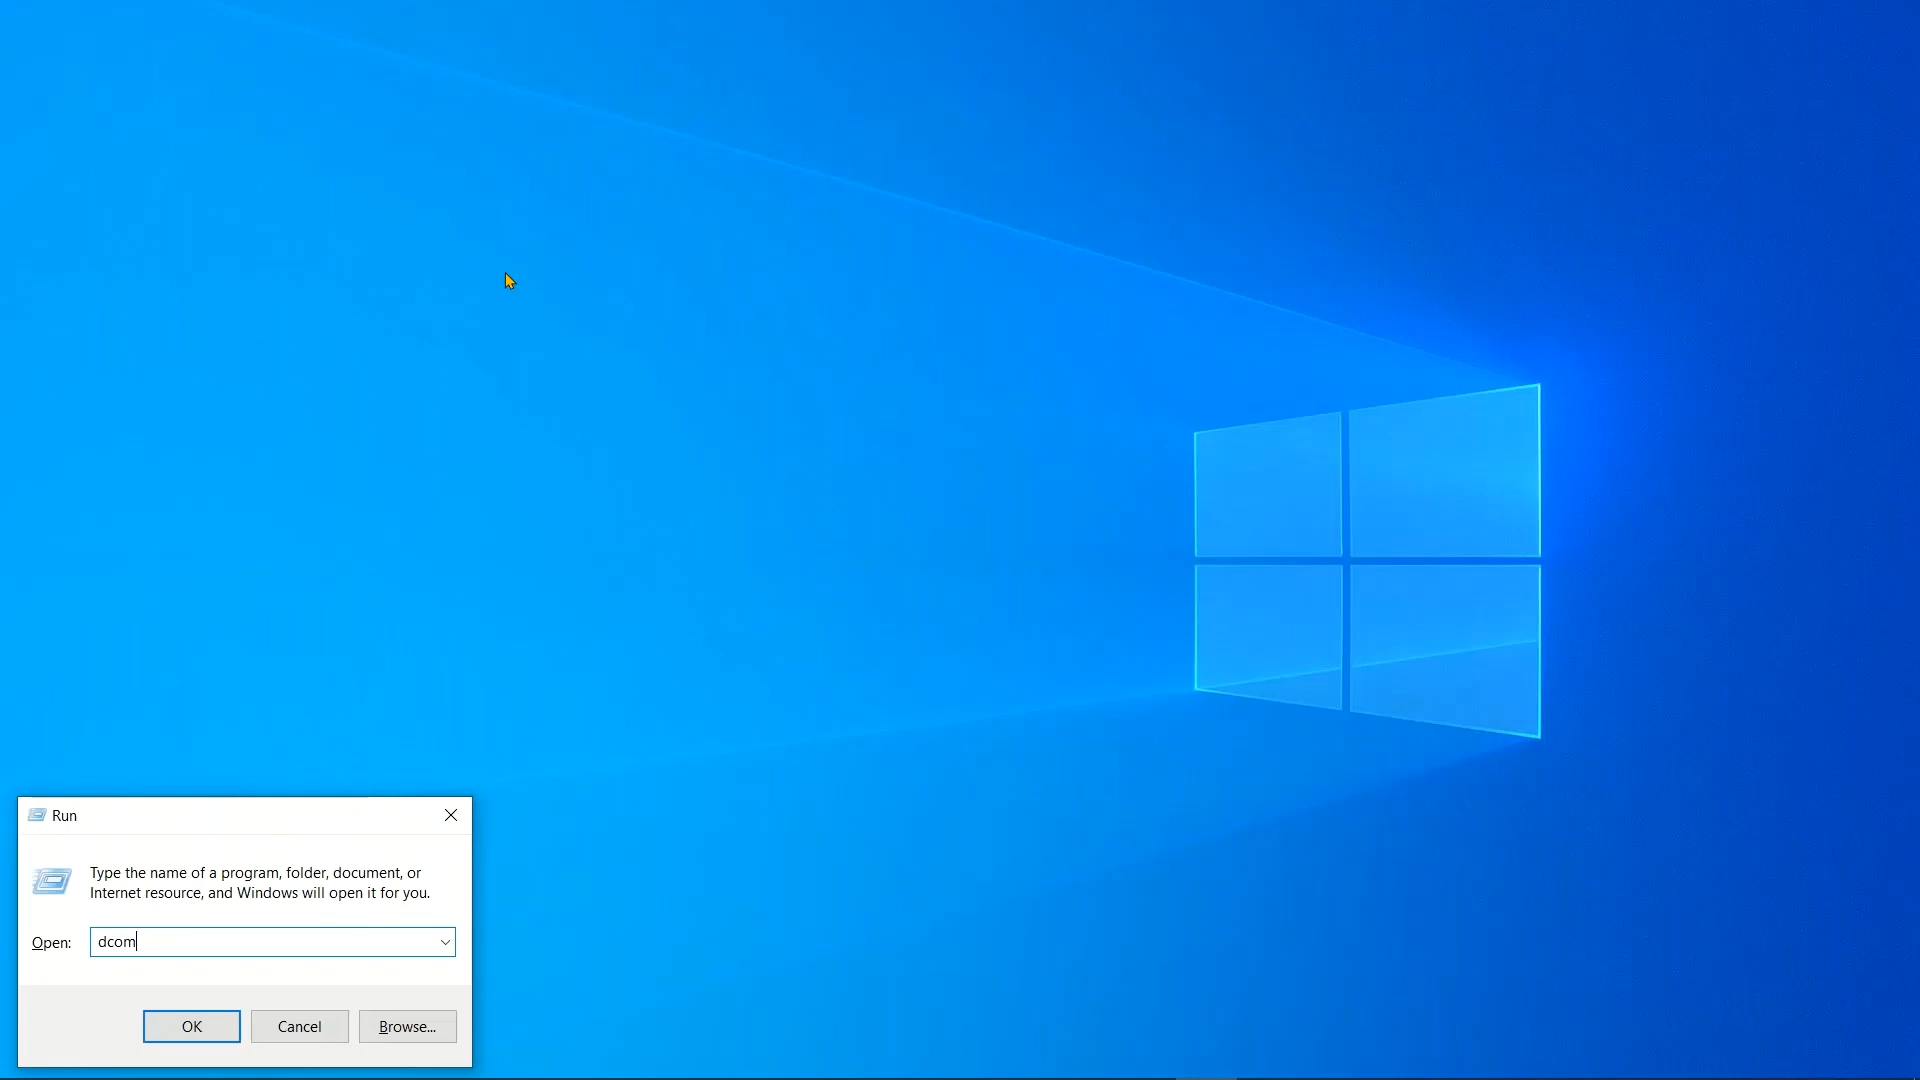 Run
Type the name of a program, folder, document, or
Internet resource, and Windows will open it for you.
Open: dcom
OK Cancel Browse...